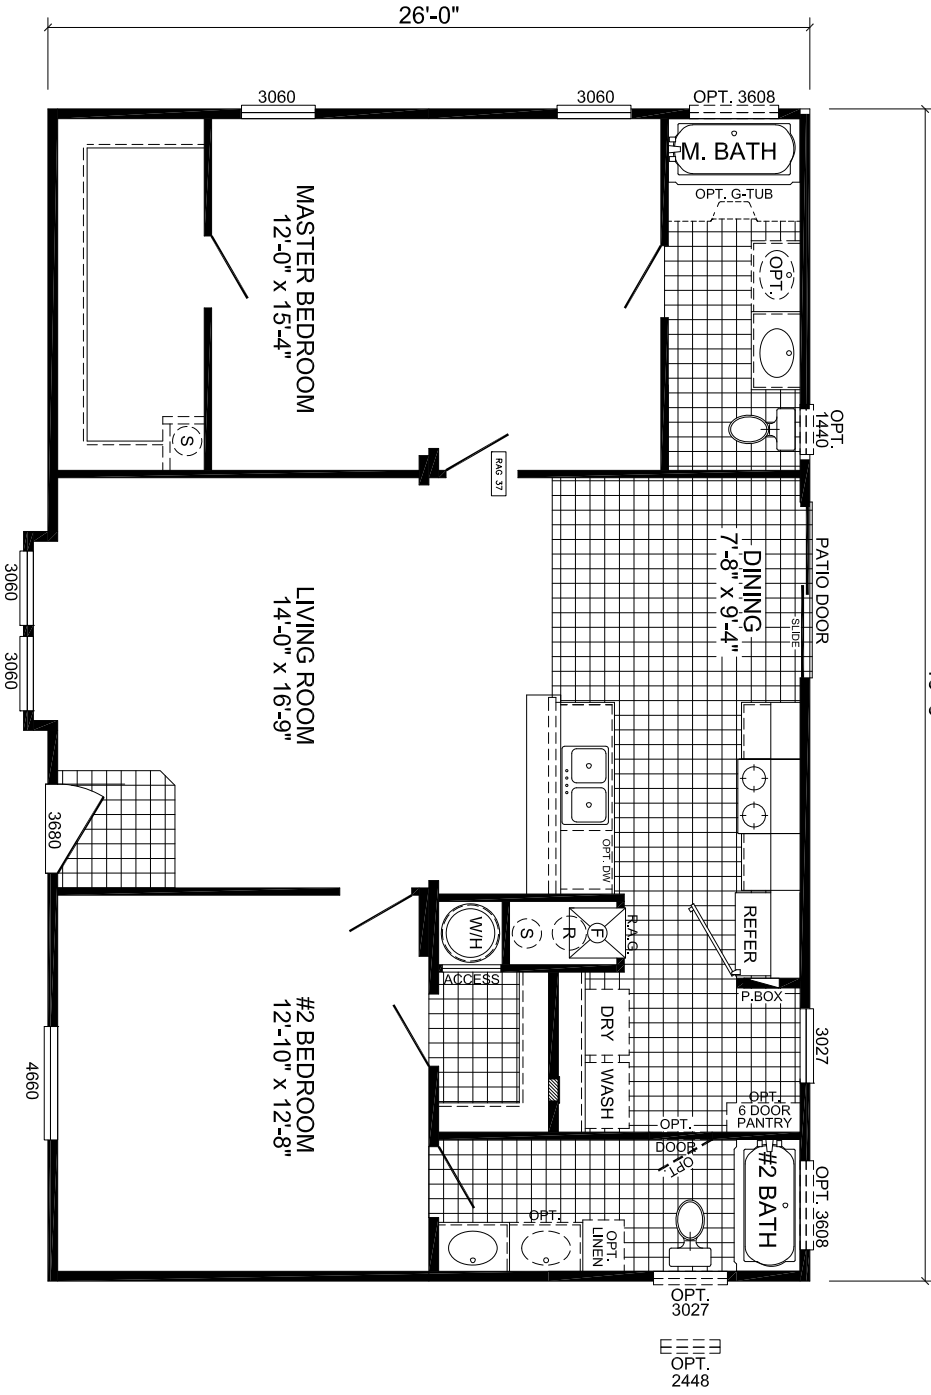 26'-0"
3060
3060
OPT. 3608
M. BATH
OPT. G-TUB
MASTER BEDROOM
12'-0" x 15'-4"
OPT.
OPT.
1440
S
RAG 37
DINING
7'-8" x 9'-4"
PATIO DOOR
SLIDE
3060
3060
LIVING ROOM
14'-0" x 16'-9"
3680
OPT. DW
REFER
W/H
S
R
F
R.A.G.
ACCESS
P.BOX
DRY
WASH
3027
#2 BEDROOM
12'-10" x 12'-8"
4660
OPT.
6 DOOR
PANTRY
OPT.
DOOR
OPT.
#2 BATH
OPT. 3608
OPT.
OPT.
LINEN
OPT.
3027
OPT.
2448